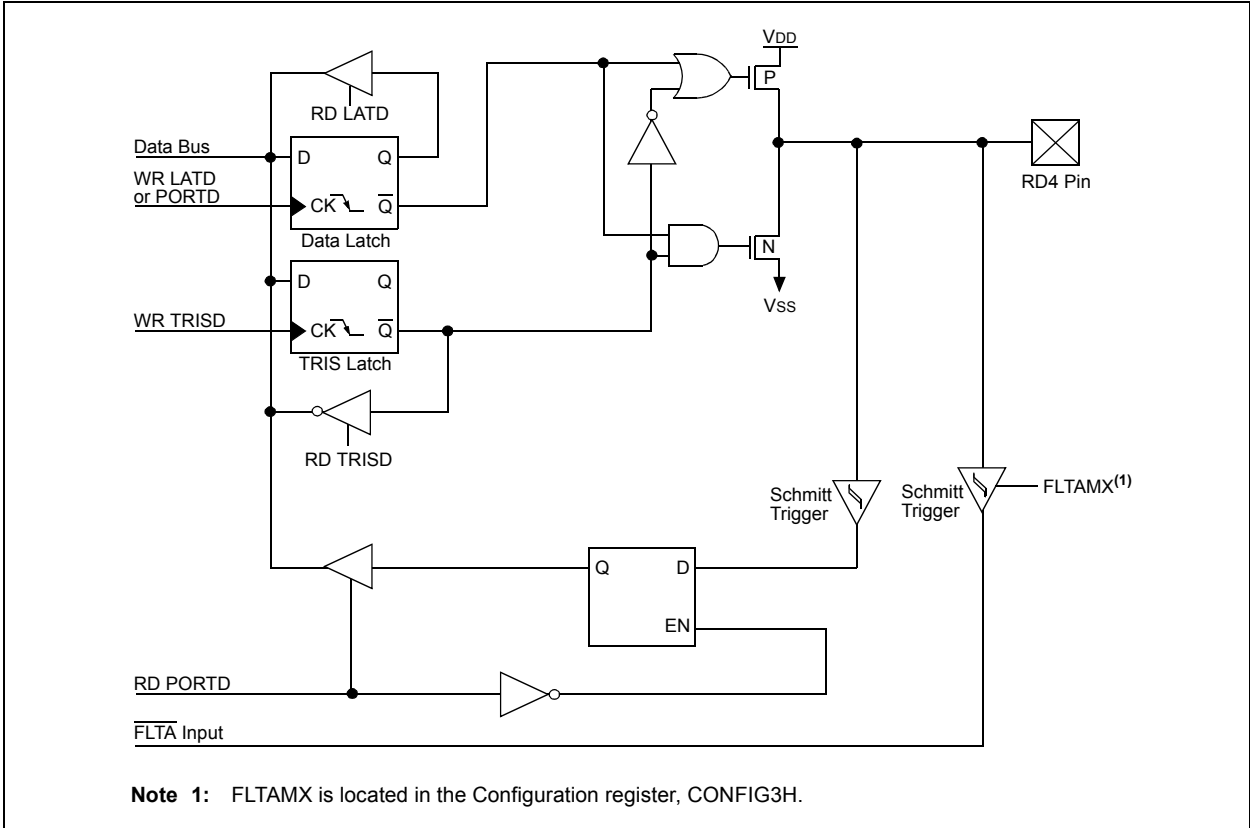 VDD
P
RD LATD
Data Bus
D Q
WR LATD
or PORTD
CK Q̅
Data Latch
RD4 Pin
N
VSS
D Q
WR TRISD
CK Q̅
TRIS Latch
RD TRISD
Schmitt
Trigger
Schmitt
Trigger
FLTAMX(1)
Q D
EN
RD PORTD
F̅L̅T̅A̅ Input
Note 1: FLTAMX is located in the Configuration register, CONFIG3H.